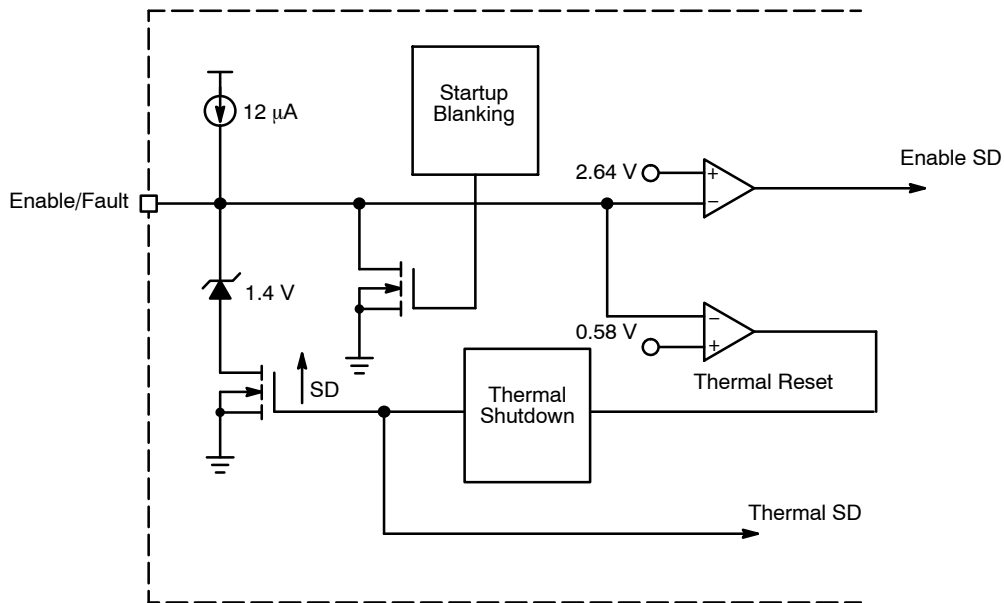 Startup
Blanking
12 μA
2.64 V
+
−
Enable SD
Enable/Fault
1.4 V
−
0.58 V
+
Thermal Reset
SD
Thermal
Shutdown
Thermal SD